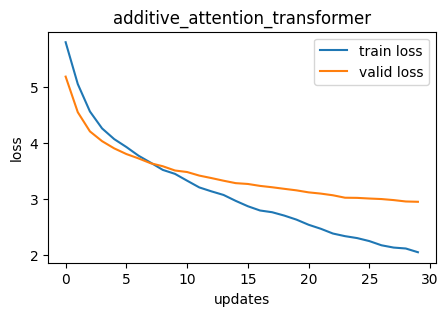 additive_attention_transformer
train loss
valid loss
loss
5
4
3
2
0
5
10
15
20
25
30
updates